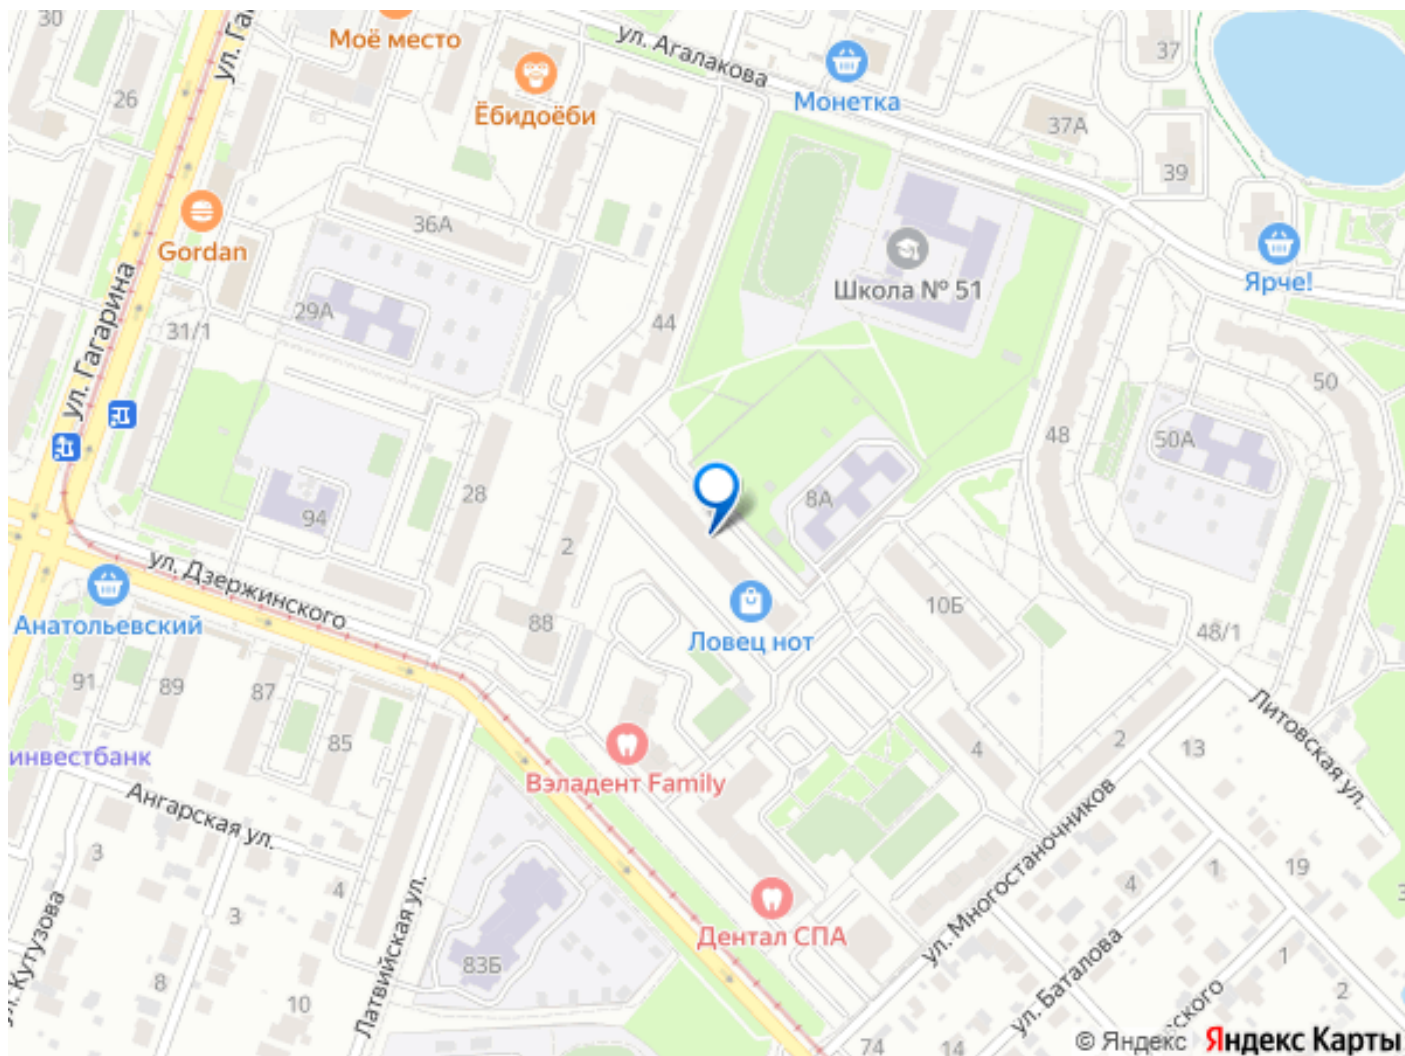 30
ул. Га
Моё место
ул. Агалакова
37
Монетка
26
Ёбидоёби
37А
39
36А
Gordan
Школа № 51
Ярче!
ул. Гагарина
29А
31/1
44
50
48
50А
28
8А
94
2
ул. Дзержинского
10Б
88
Анатольевский
Ловец нот
48/1
91
89
87
85
4
2
13
Литовская ул.
инвестбанк
Вэладент Family
Ангарская ул.
3
4
3
ул. Многостаночников
1
19
4
ул. Кутузова
Латвийская ул.
Дентал СПА
83Б
ул. Баталова
1
2
8
10
74
14
ского
3
© Яндекс Яндекс Карты